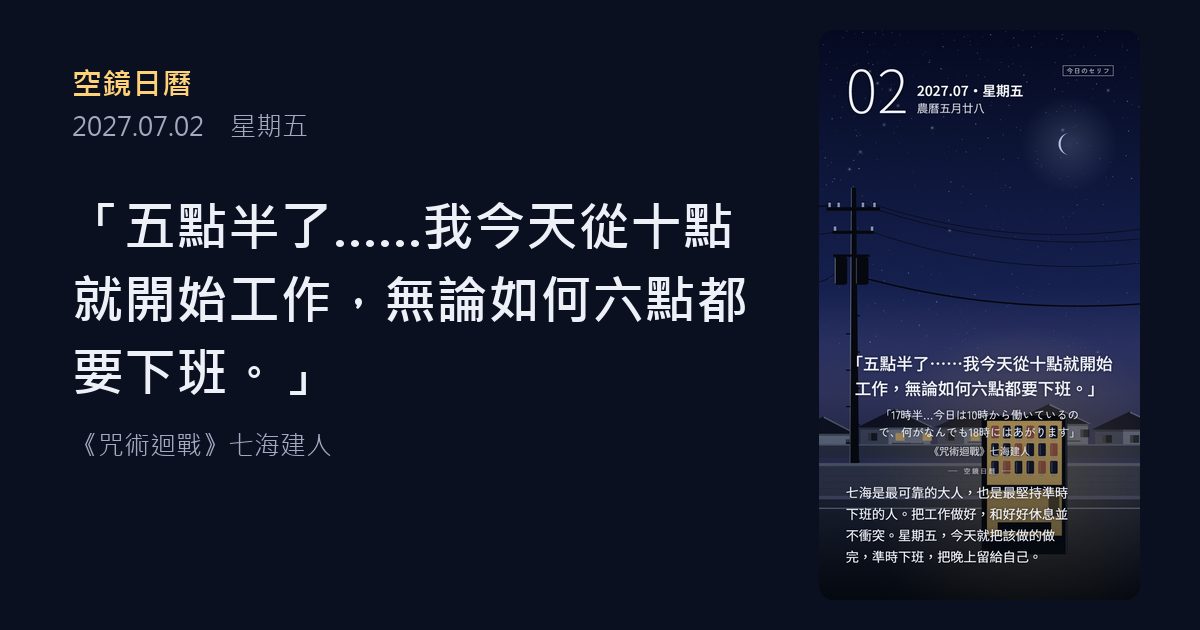 空鏡日曆
2027.07.02 星期五
「五點半了……我今天從十點
就開始工作，無論如何六點都
要下班。」
《咒術迴戰》七海建人
今日のセリフ
02
2027.07・星期五
農曆五月廿八
「五點半了……我今天從十點就開始
工作，無論如何六點都要下班。」
「17時半…今日は10時から働いているの
で、何がなんでも18時にはあがります」
《咒術迴戰》七海建人
— 空鏡日曆 —
七海是最可靠的大人，也是最堅持準時
下班的人。把工作做好，和好好休息並
不衝突。星期五，今天就把該做的做
完，準時下班，把晚上留給自己。